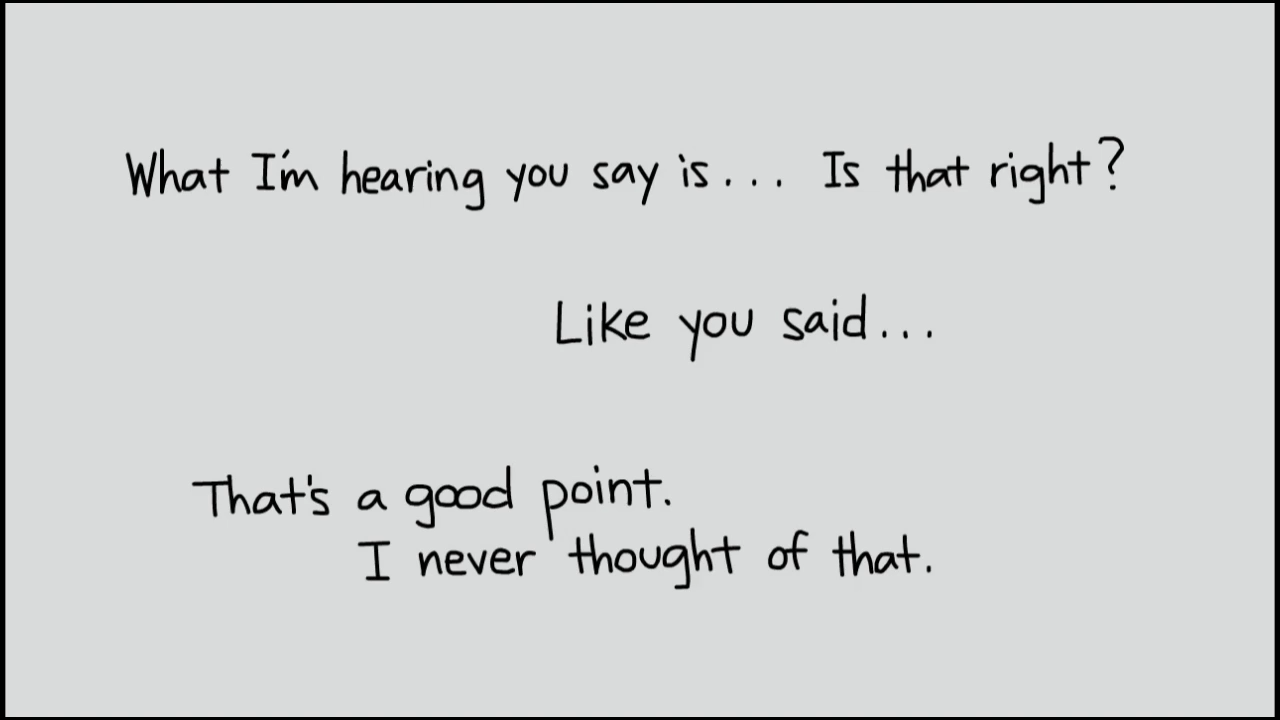 What I'm hearing you say is... Is that right?
Like you said...
That's a good point.
I never thought of that.